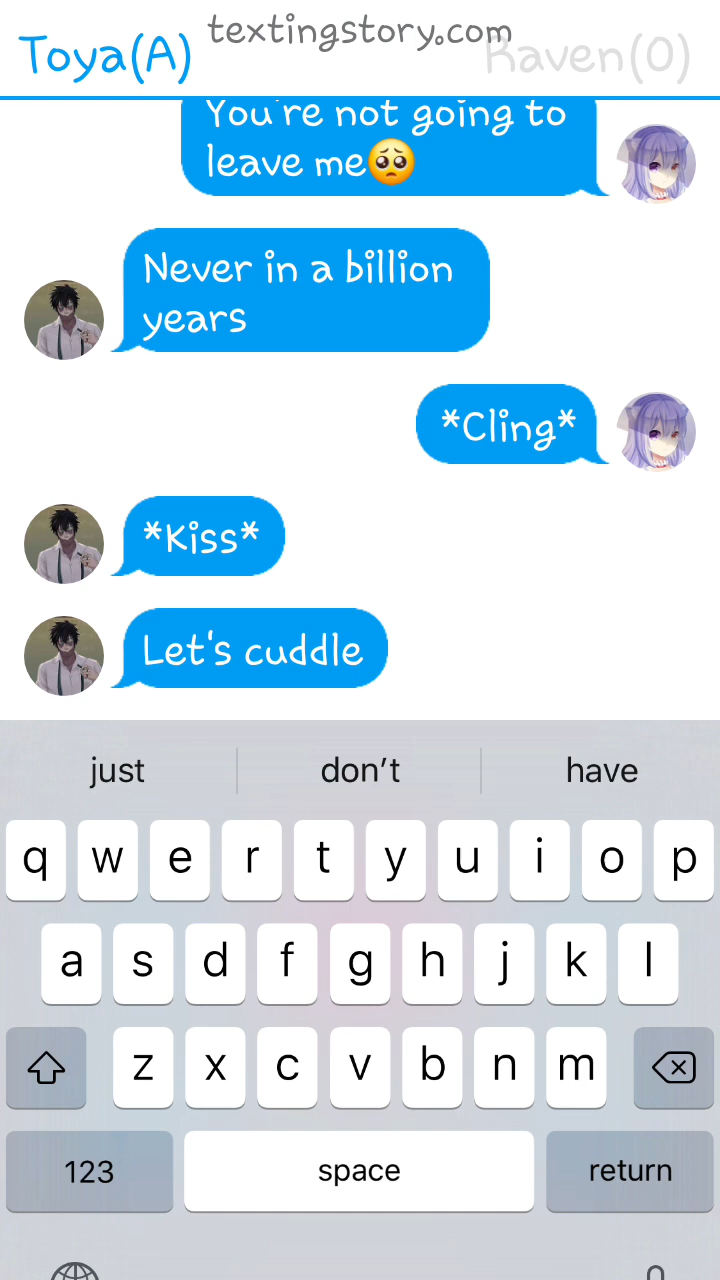 textingstory.com
Toya(A)
Raven(O)
You're not going to
leave me🥺
Never in a billion
years
*Cling*
*Kiss*
Let's cuddle
just don't have
q w e r t y u i o p
a s d f g h j k l
z x c v b n m
123 space return